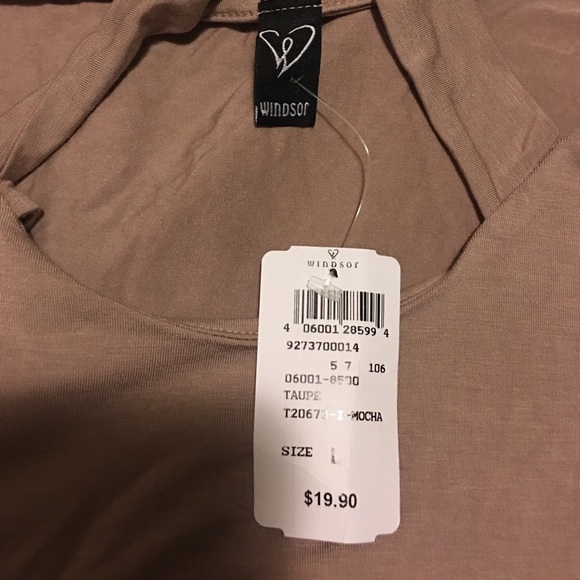 WINDSOR
WINDSOR
4 06001 28599 4
9273700014
5 7 106
06001-8500
TAUPE
-MOCHA
SIZE L
$19.90